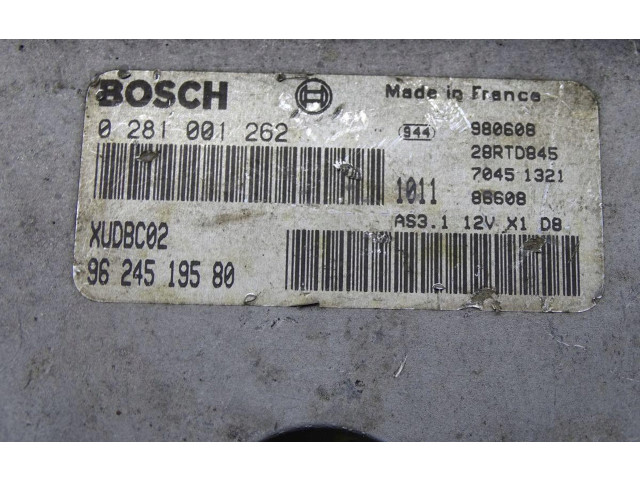 BOSCH Made in France
0 281 001 262 944 980608
28RTD845
7045 1321
1011 86608
AS3.1 12V X1 D8
XUDBC02
96 245 195 80